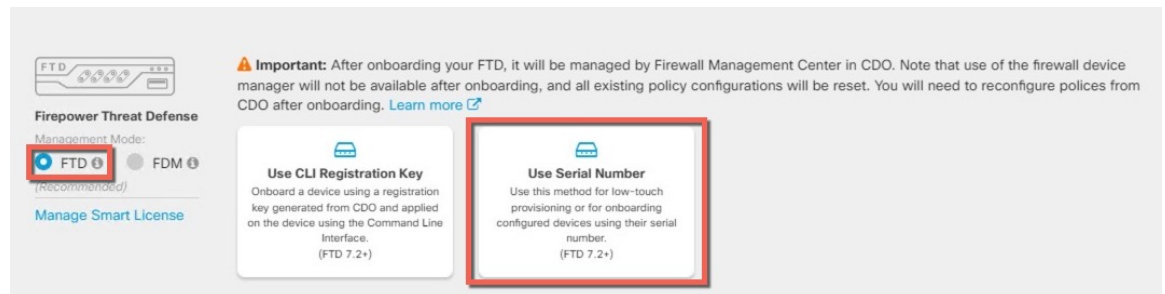 FTD
Firepower Threat Defense
Management Mode:
FTD
FDM
(Recommended)
Manage Smart License
Important: After onboarding your FTD, it will be managed by Firewall Management Center in CDO. Note that use of the firewall device
manager will not be available after onboarding, and all existing policy configurations will be reset. You will need to reconfigure polices from
CDO after onboarding. Learn more
Use CLI Registration Key
Onboard a device using a registration
key generated from CDO and applied
on the device using the Command Line
Interface.
(FTD 7.2+)
Use Serial Number
Use this method for low-touch
provisioning or for onboarding
configured devices using their serial
number.
(FTD 7.2+)